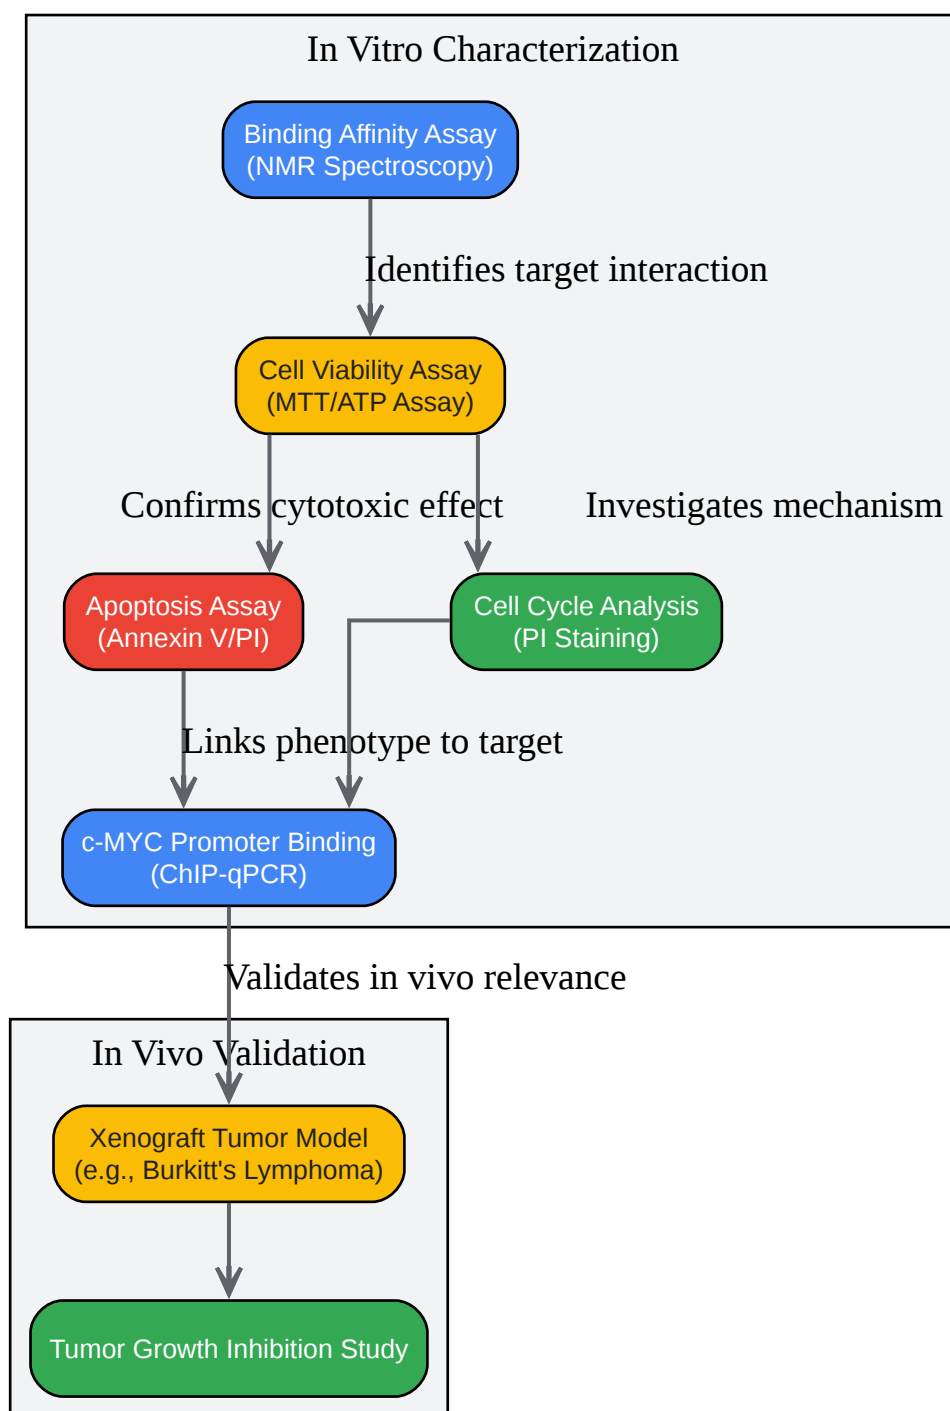 In Vitro Characterization
Binding Affinity Assay
(NMR Spectroscopy)
Identifies target interaction
Cell Viability Assay
(MTT/ATP Assay)
Confirms cytotoxic effect
Investigates mechanism
Apoptosis Assay
(Annexin V/PI)
Cell Cycle Analysis
(PI Staining)
Links phenotype to target
c-MYC Promoter Binding
(ChIP-qPCR)
Validates in vivo relevance
In Vivo Validation
Xenograft Tumor Model
(e.g., Burkitt's Lymphoma)
Tumor Growth Inhibition Study